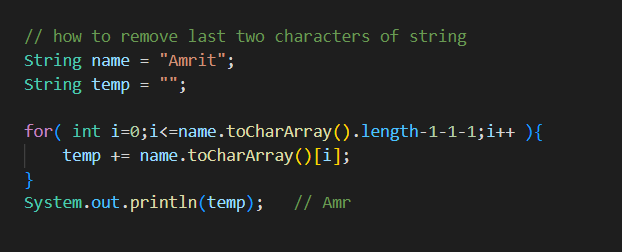 // how to remove last two characters of string
String name = "Amrit";
String temp = "";
for( int i=0;i<=name.toCharArray().length-1-1-1;i++ ){
    temp += name.toCharArray()[i];
}
System.out.println(temp);   // Amr